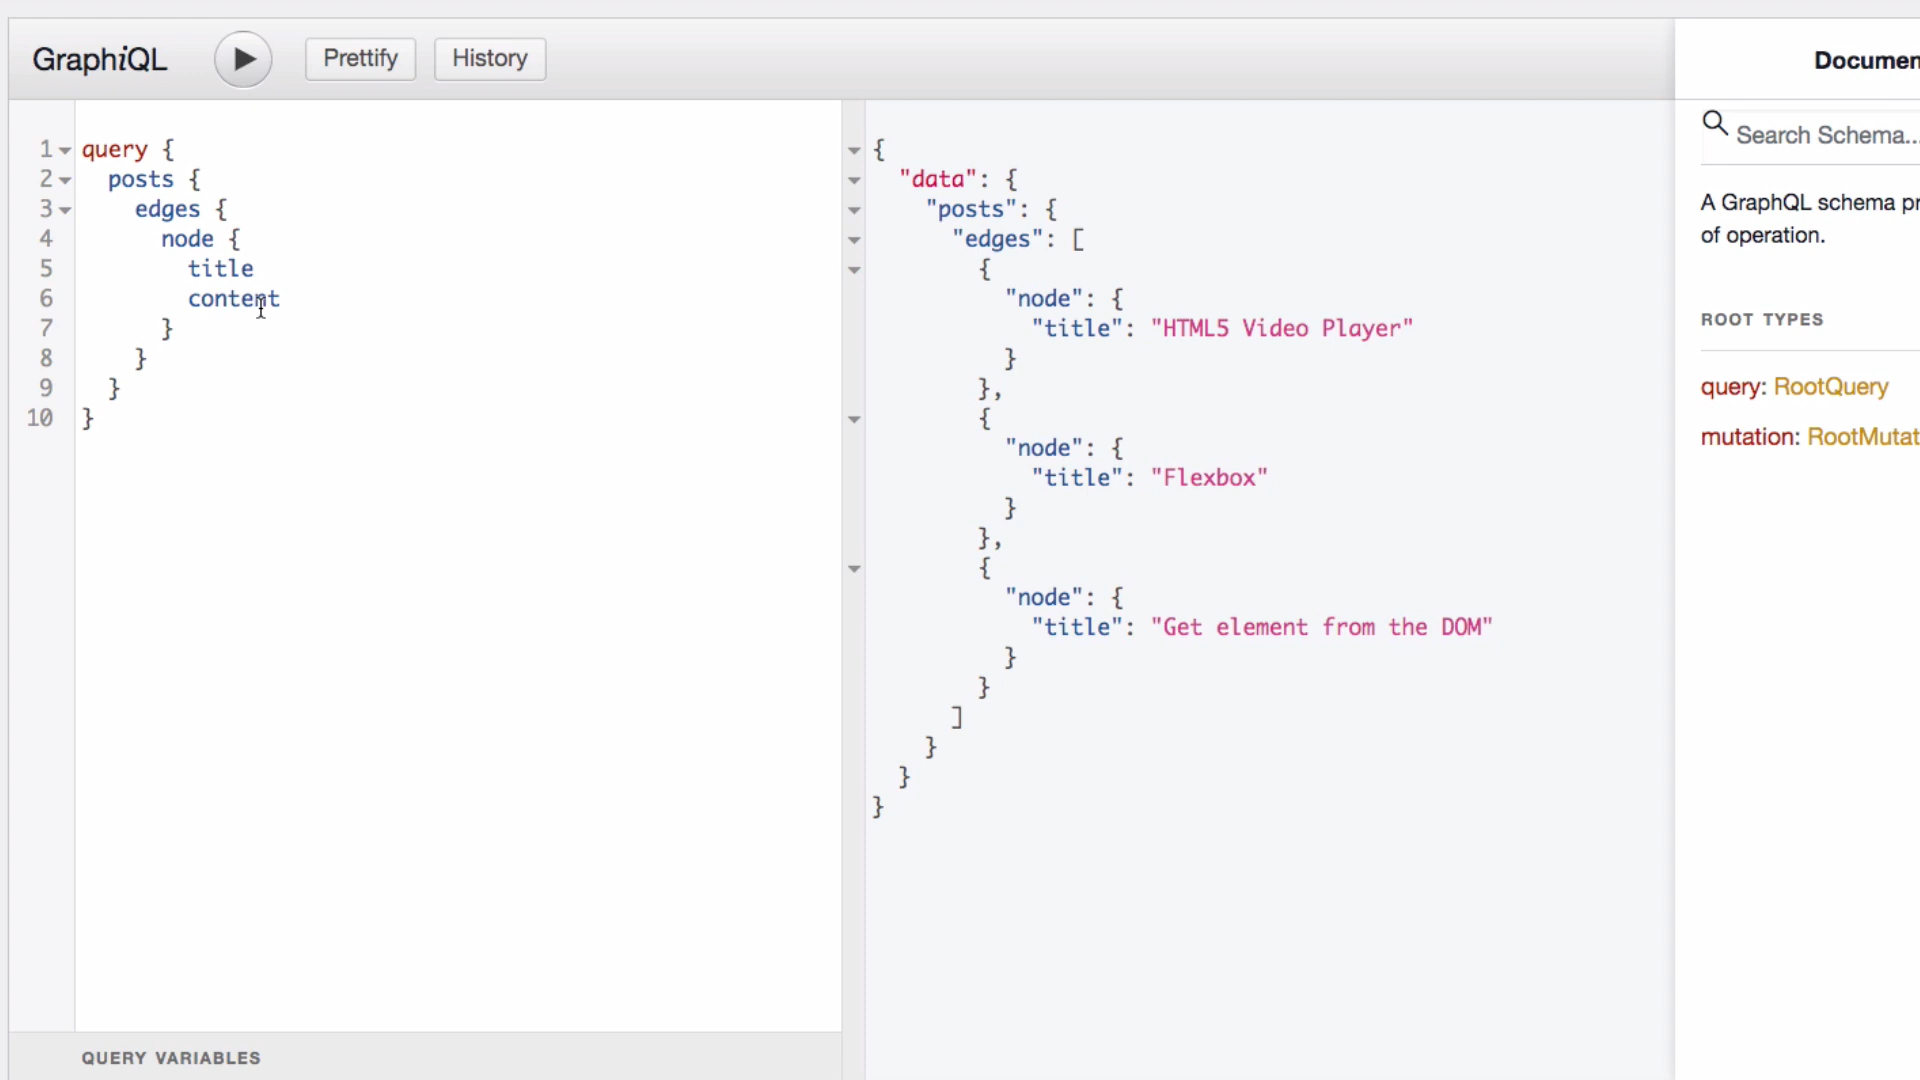 GraphiQL Prettify History
1 query {
2 posts {
3 edges {
4 node {
5 title
6 content
7 }
8 }
9 }
10 }
QUERY VARIABLES
{
"data": {
"posts": {
"edges": [
{
"node": {
"title": "HTML5 Video Player"
}
},
{
"node": {
"title": "Flexbox"
}
},
{
"node": {
"title": "Get element from the DOM"
}
}
]
}
}
}
Documen
Search Schema...
A GraphQL schema pr
of operation.
ROOT TYPES
query: RootQuery
mutation: RootMutat